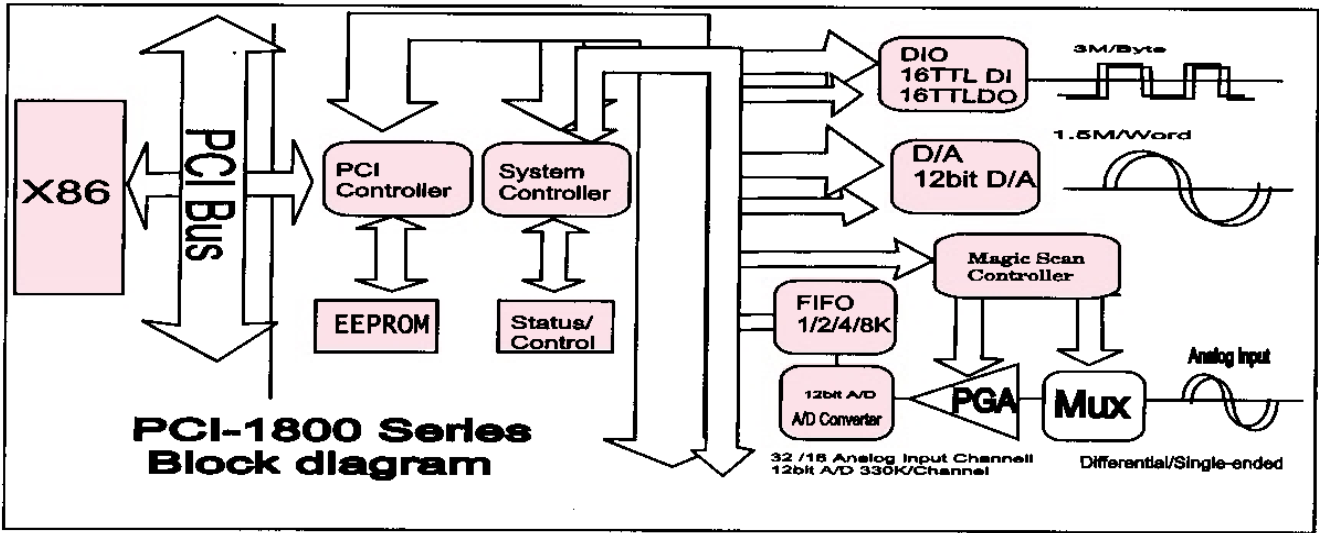 X86
PCI Bus
PCI
Controller
System
Controller
EEPROM
Status/
Control
DIO
16TTL DI
16TTLDO
3M/Byte
D/A
12bit D/A
1.5M/Word
Magic Scan
Controller
FIFO
1/2/4/8K
12bit A/D
A/D Converter
PGA
Mux
Analog Input
32 /16 Analog Input Channell
12bit A/D 330K/Channel
Differential/Single-ended
PCI-1800 Series
Block diagram